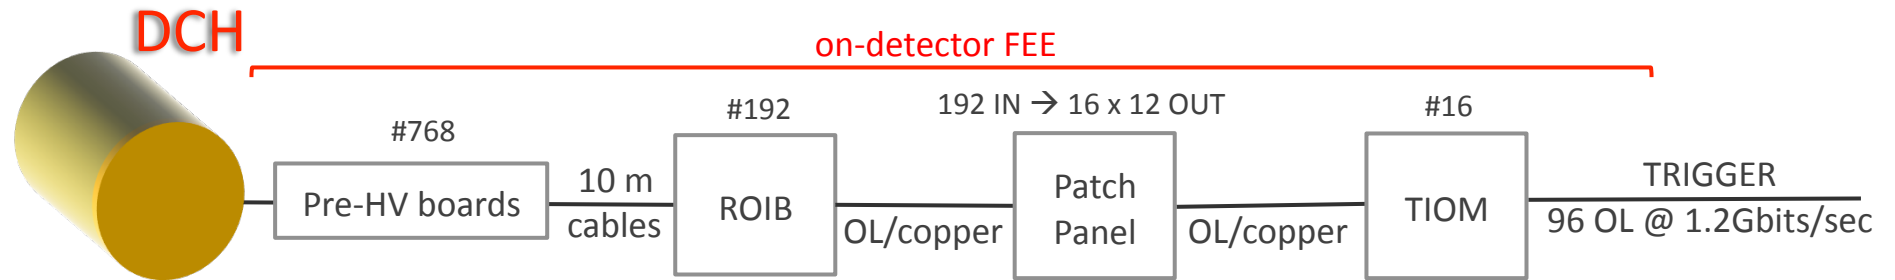 DCH
on-detector FEE
#768
Pre-HV boards
10 m
cables
#192
ROIB
OL/copper
192 IN → 16 x 12 OUT
Patch
Panel
OL/copper
#16
TIOM
TRIGGER
96 OL @ 1.2Gbits/sec